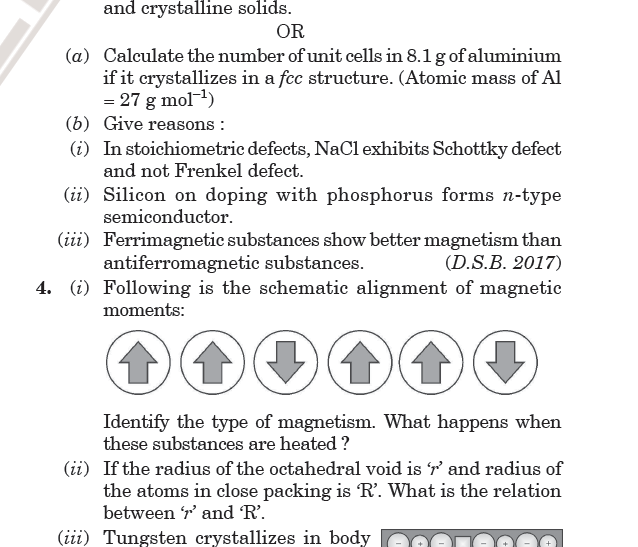 and crystalline solids.
OR
(a) Calculate the number of unit cells in 8.1 g of aluminium
if it crystallizes in a fcc structure. (Atomic mass of Al
= 27 g mol⁻¹)
(b) Give reasons :
(i) In stoichiometric defects, NaCl exhibits Schottky defect
and not Frenkel defect.
(ii) Silicon on doping with phosphorus forms n-type
semiconductor.
(iii) Ferrimagnetic substances show better magnetism than
antiferromagnetic substances. (D.S.B. 2017)
4. (i) Following is the schematic alignment of magnetic
moments:
Identify the type of magnetism. What happens when
these substances are heated ?
(ii) If the radius of the octahedral void is ‘r’ and radius of
the atoms in close packing is ‘R’. What is the relation
between ‘r’ and ‘R’.
(iii) Tungsten crystallizes in body